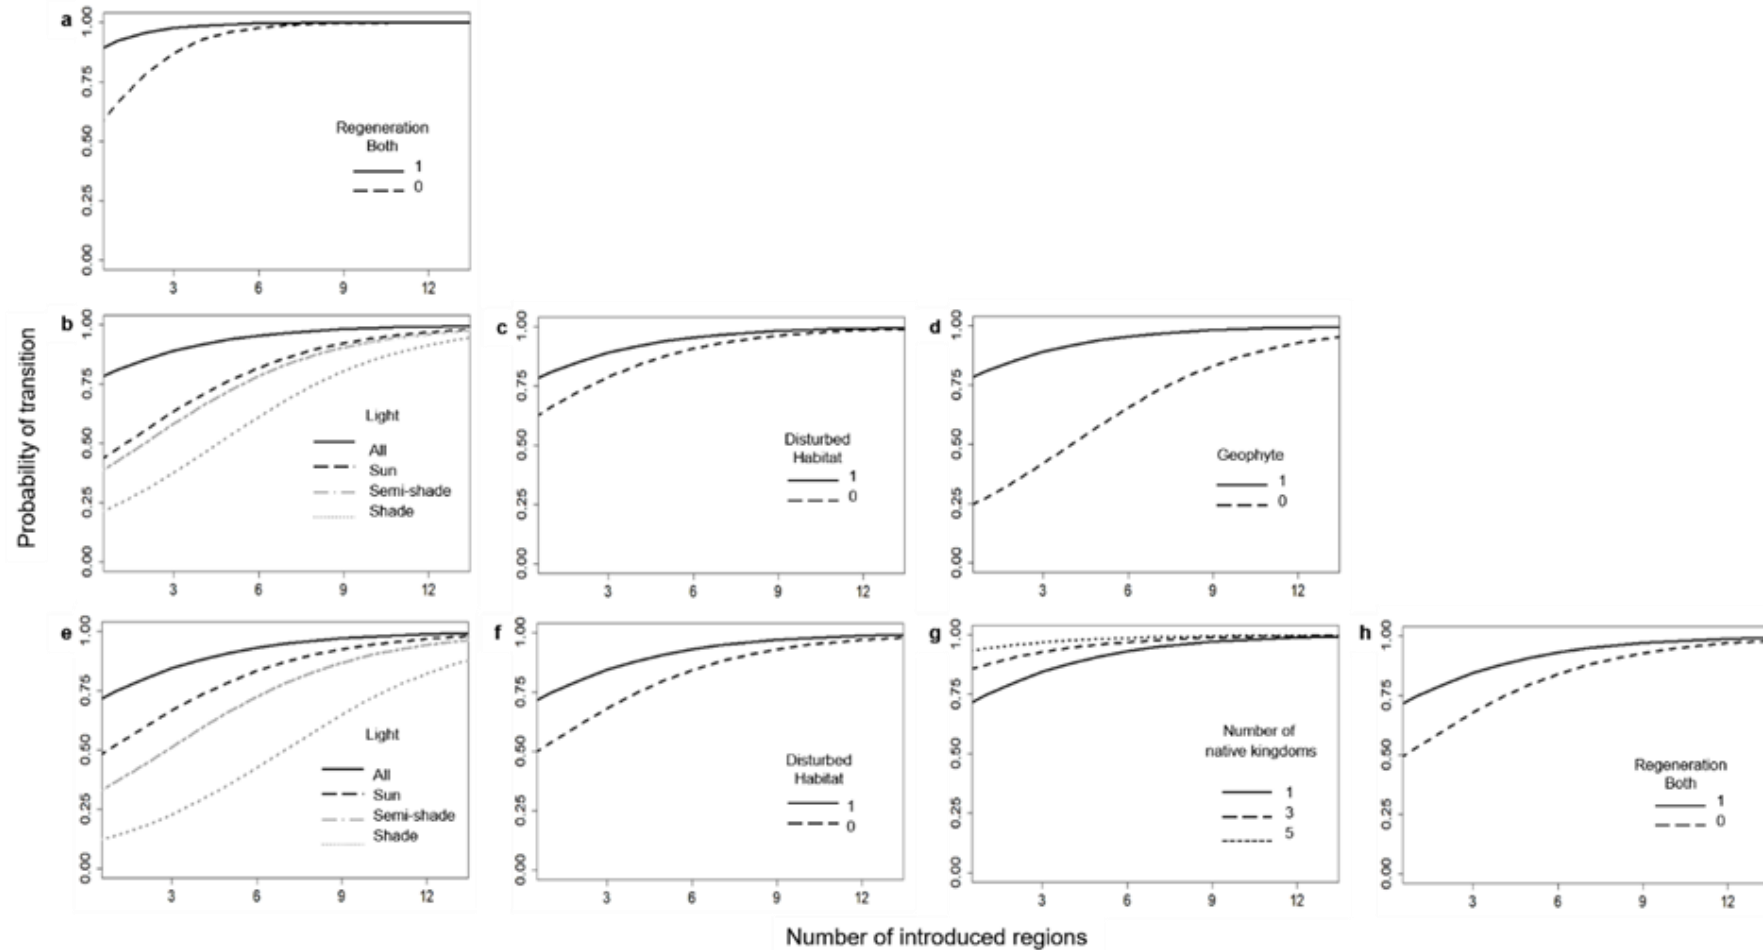 a
1.00
0.75
0.50
0.25
0.00
3 6 9 12
Regeneration
Both
1
0
Probability of transition
b
1.00
0.75
0.50
0.25
0.00
3 6 9 12
Light
All
Sun
Semi-shade
Shade
c
1.00
0.75
0.50
0.25
0.00
3 6 9 12
Disturbed
Habitat
1
0
d
1.00
0.75
0.50
0.25
0.00
3 6 9 12
Geophyte
1
0
e
1.00
0.75
0.50
0.25
0.00
3 6 9 12
Light
All
Sun
Semi-shade
Shade
f
1.00
0.75
0.50
0.25
0.00
3 6 9 12
Disturbed
Habitat
1
0
g
1.00
0.75
0.50
0.25
0.00
3 6 9 12
Number of
native kingdoms
1
3
5
h
1.00
0.75
0.50
0.25
0.00
3 6 9 12
Regeneration
Both
1
0
Number of introduced regions